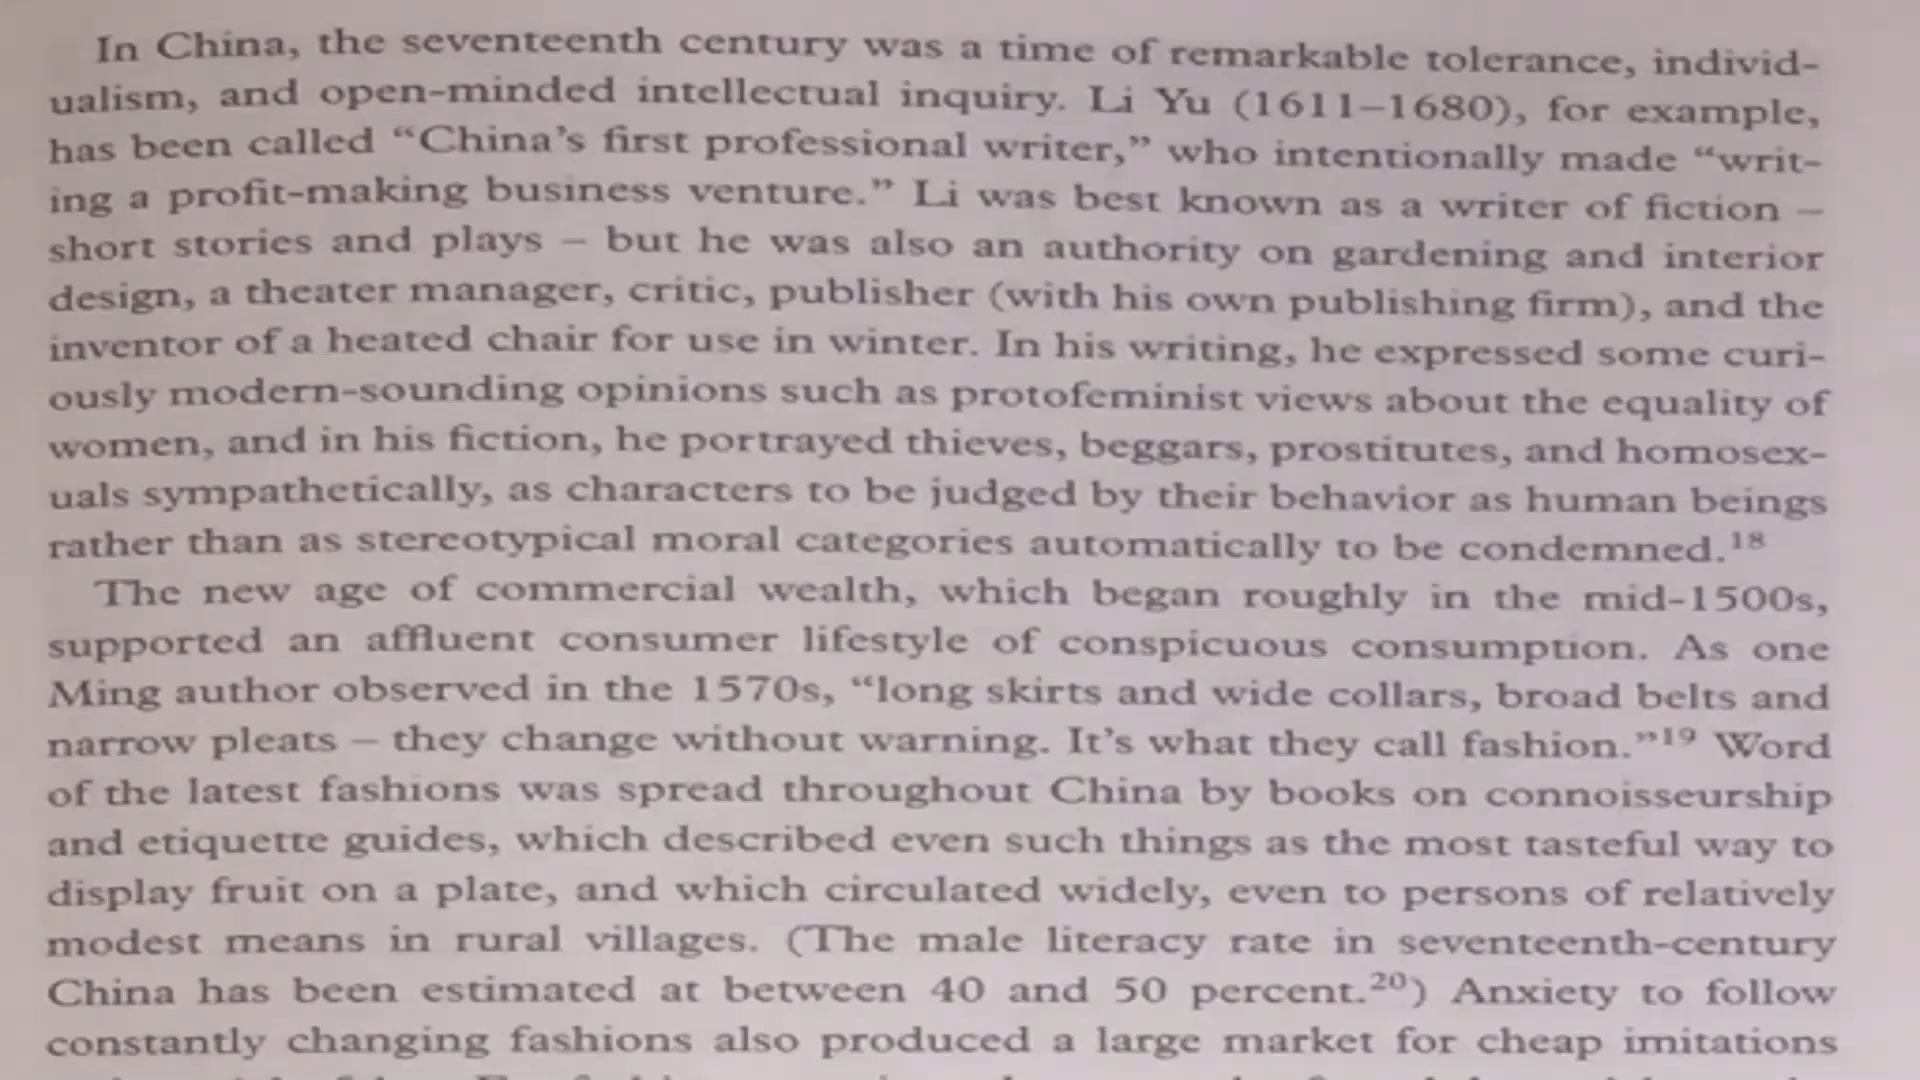 In China, the seventeenth century was a time of remarkable tolerance, individ-
ualism, and open-minded intellectual inquiry. Li Yu (1611–1680), for example,
has been called “China’s first professional writer,” who intentionally made “writ-
ing a profit-making business venture.” Li was best known as a writer of fiction –
short stories and plays – but he was also an authority on gardening and interior
design, a theater manager, critic, publisher (with his own publishing firm), and the
inventor of a heated chair for use in winter. In his writing, he expressed some curi-
ously modern-sounding opinions such as protofeminist views about the equality of
women, and in his fiction, he portrayed thieves, beggars, prostitutes, and homosex-
uals sympathetically, as characters to be judged by their behavior as human beings
rather than as stereotypical moral categories automatically to be condemned.18
The new age of commercial wealth, which began roughly in the mid-1500s,
supported an affluent consumer lifestyle of conspicuous consumption. As one
Ming author observed in the 1570s, “long skirts and wide collars, broad belts and
narrow pleats – they change without warning. It’s what they call fashion.”19 Word
of the latest fashions was spread throughout China by books on connoisseurship
and etiquette guides, which described even such things as the most tasteful way to
display fruit on a plate, and which circulated widely, even to persons of relatively
modest means in rural villages. (The male literacy rate in seventeenth-century
China has been estimated at between 40 and 50 percent.20) Anxiety to follow
constantly changing fashions also produced a large market for cheap imitations